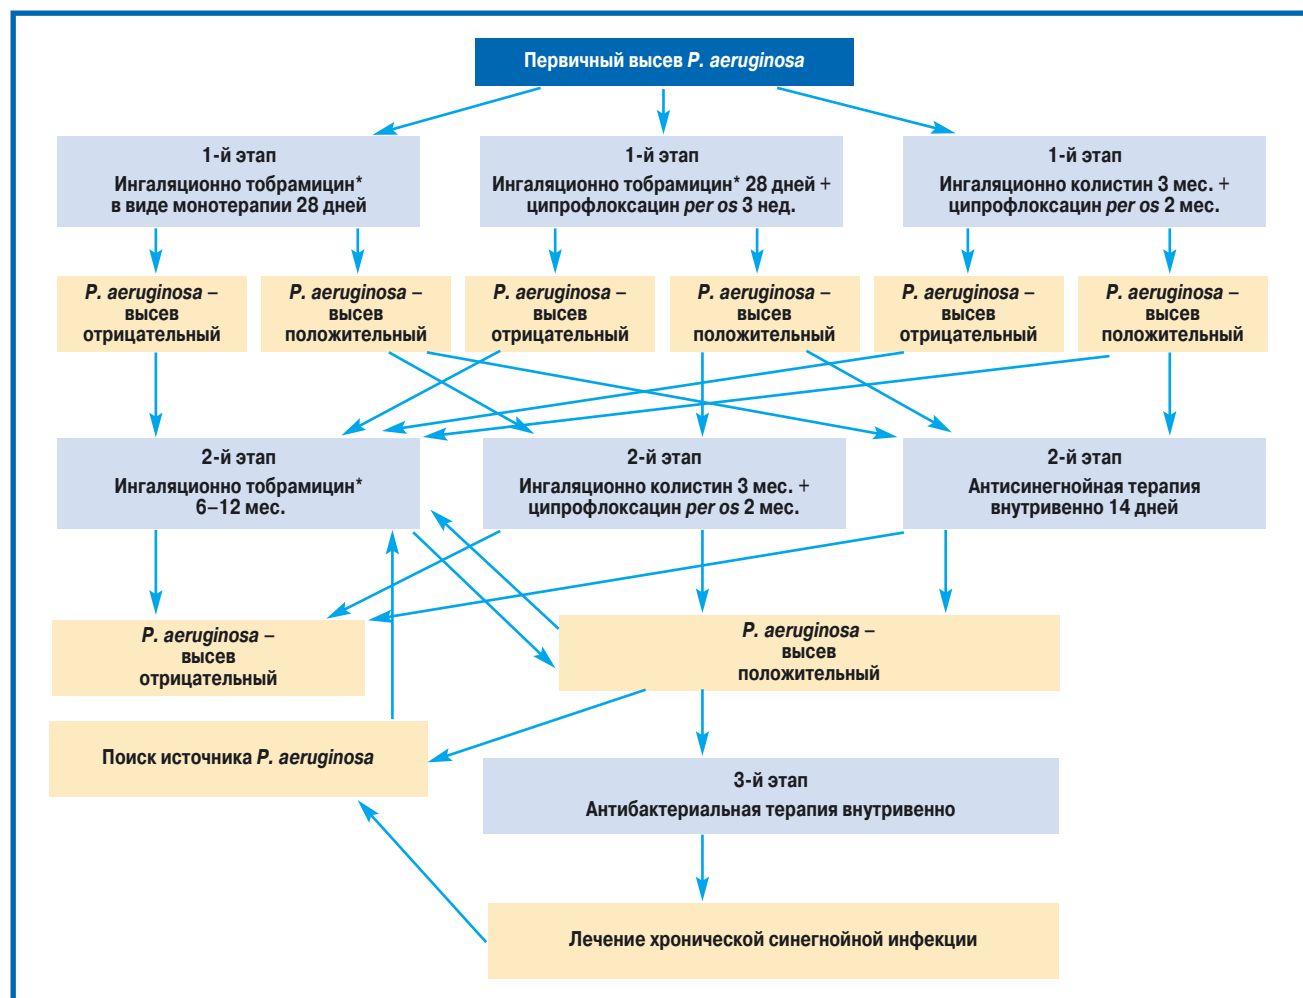 Первичный высев P. aeruginosa
1-й этап
Ингаляционно тобрамицин*
в виде монотерапии 28 дней
1-й этап
Ингаляционно тобрамицин* 28 дней +
ципрофлоксацин per os 3 нед.
1-й этап
Ингаляционно колистин 3 мес. +
ципрофлоксацин per os 2 мес.
P. aeruginosa –
высев
отрицательный
P. aeruginosa –
высев
положительный
P. aeruginosa –
высев
отрицательный
P. aeruginosa –
высев
положительный
P. aeruginosa –
высев
отрицательный
P. aeruginosa –
высев
положительный
2-й этап
Ингаляционно тобрамицин*
6–12 мес.
2-й этап
Ингаляционно колистин 3 мес. +
ципрофлоксацин per os 2 мес.
2-й этап
Антисинегнойная терапия
внутривенно 14 дней
P. aeruginosa –
высев
отрицательный
P. aeruginosa –
высев
положительный
Поиск источника P. aeruginosa
3-й этап
Антибактериальная терапия внутривенно
Лечение хронической синегнойной инфекции